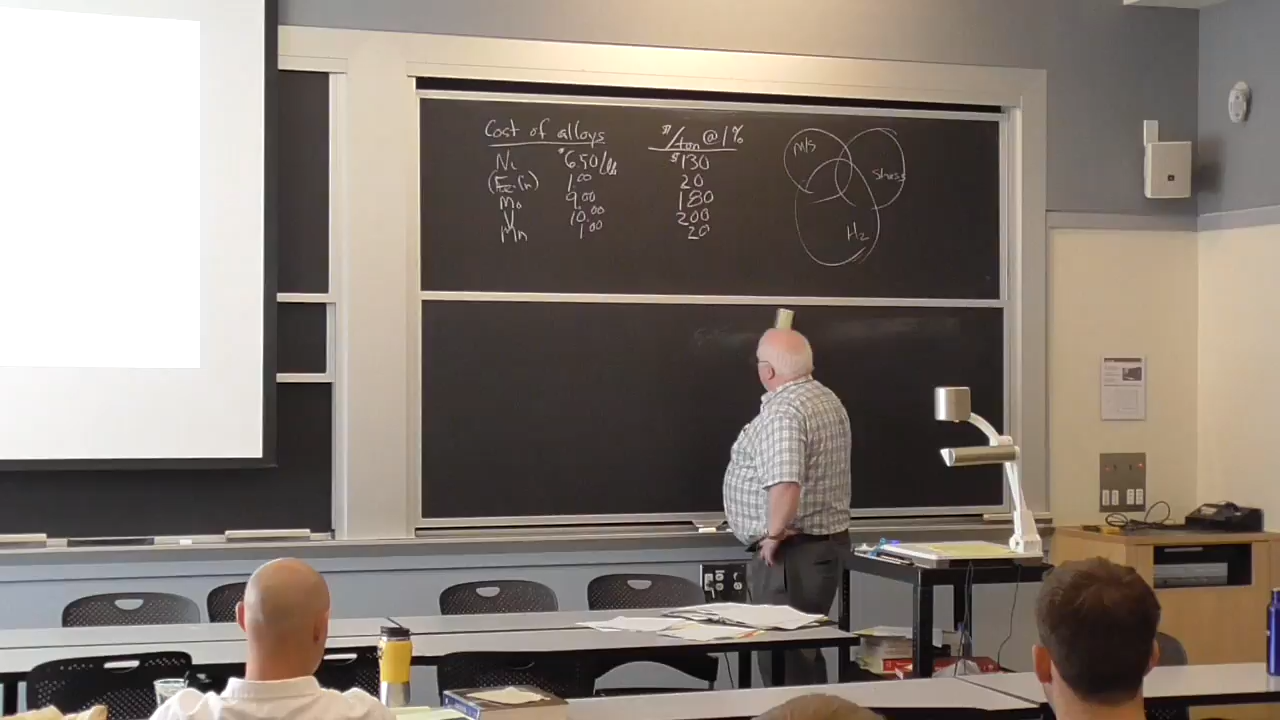 Cost of alloys $/ton @ 1%
Ni $6.50/lb $130
(Fe-Cr) 1.00 20
Mo 9.00 180
V 10.00 200
Mn 1.00 20
M/S
Stress
H2